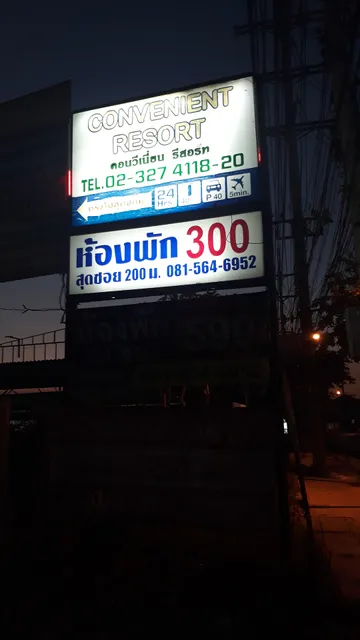 CONVENIENT
RESORT
คอนวีเนี่ยน รีสอร์ท
TEL.02-327 4118-20
24 Hrs. P 40 5min.
ห้องพัก 300
สุดซอย 200 ม. 081-564-6952